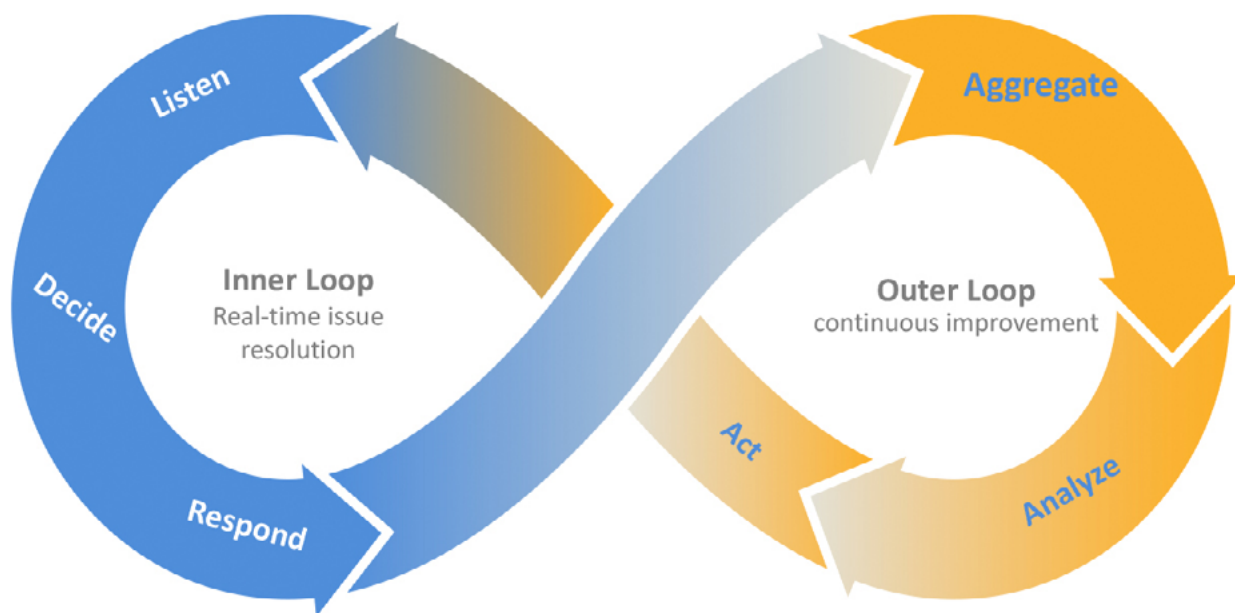 Listen
Decide
Respond
Inner Loop
Real-time issue
resolution
Aggregate
Analyze
Act
Outer Loop
continuous improvement